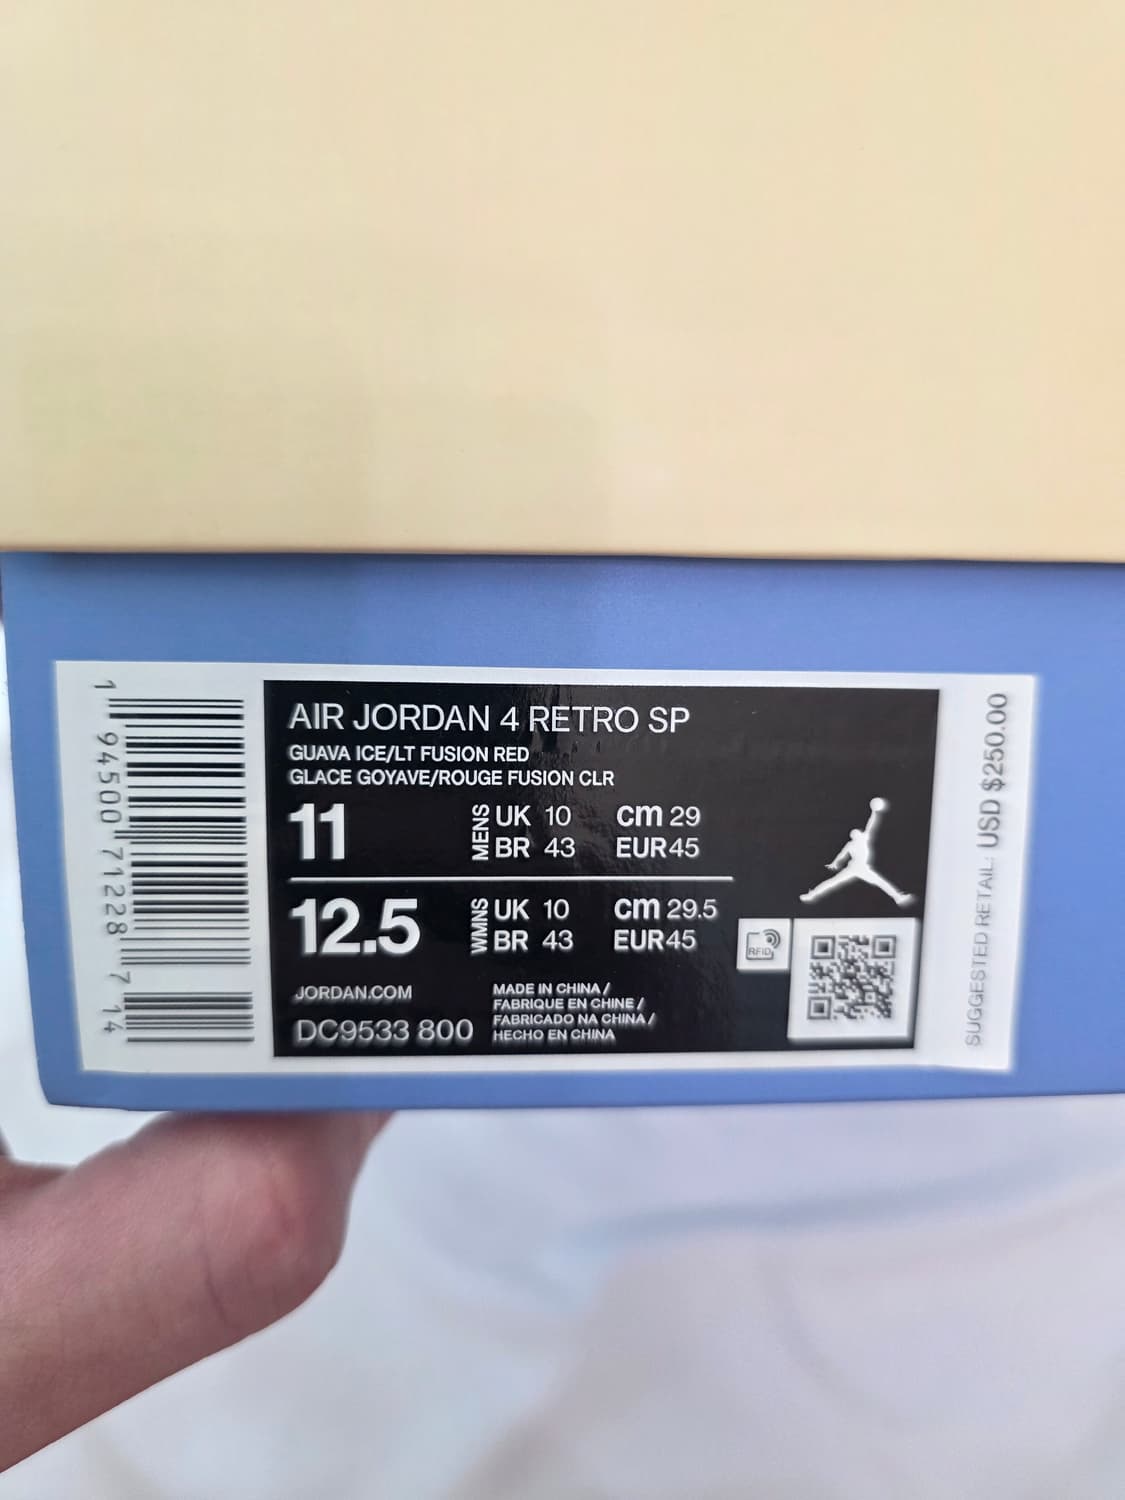 AIR JORDAN 4 RETRO SP
GUAVA ICE/LT FUSION RED
GLACE GOYAVE/ROUGE FUSION CLR
11 MENS UK 10 cm 29
BR 43 EUR 45
12.5 WMNS UK 10 cm 29.5
BR 43 EUR 45
JORDAN.COM
DC9533 800
MADE IN CHINA /
FABRIQUE EN CHINE /
FABRICADO NA CHINA /
HECHO EN CHINA
RFID
1 94500 71228 7 14
SUGGESTED RETAIL: USD $250.00